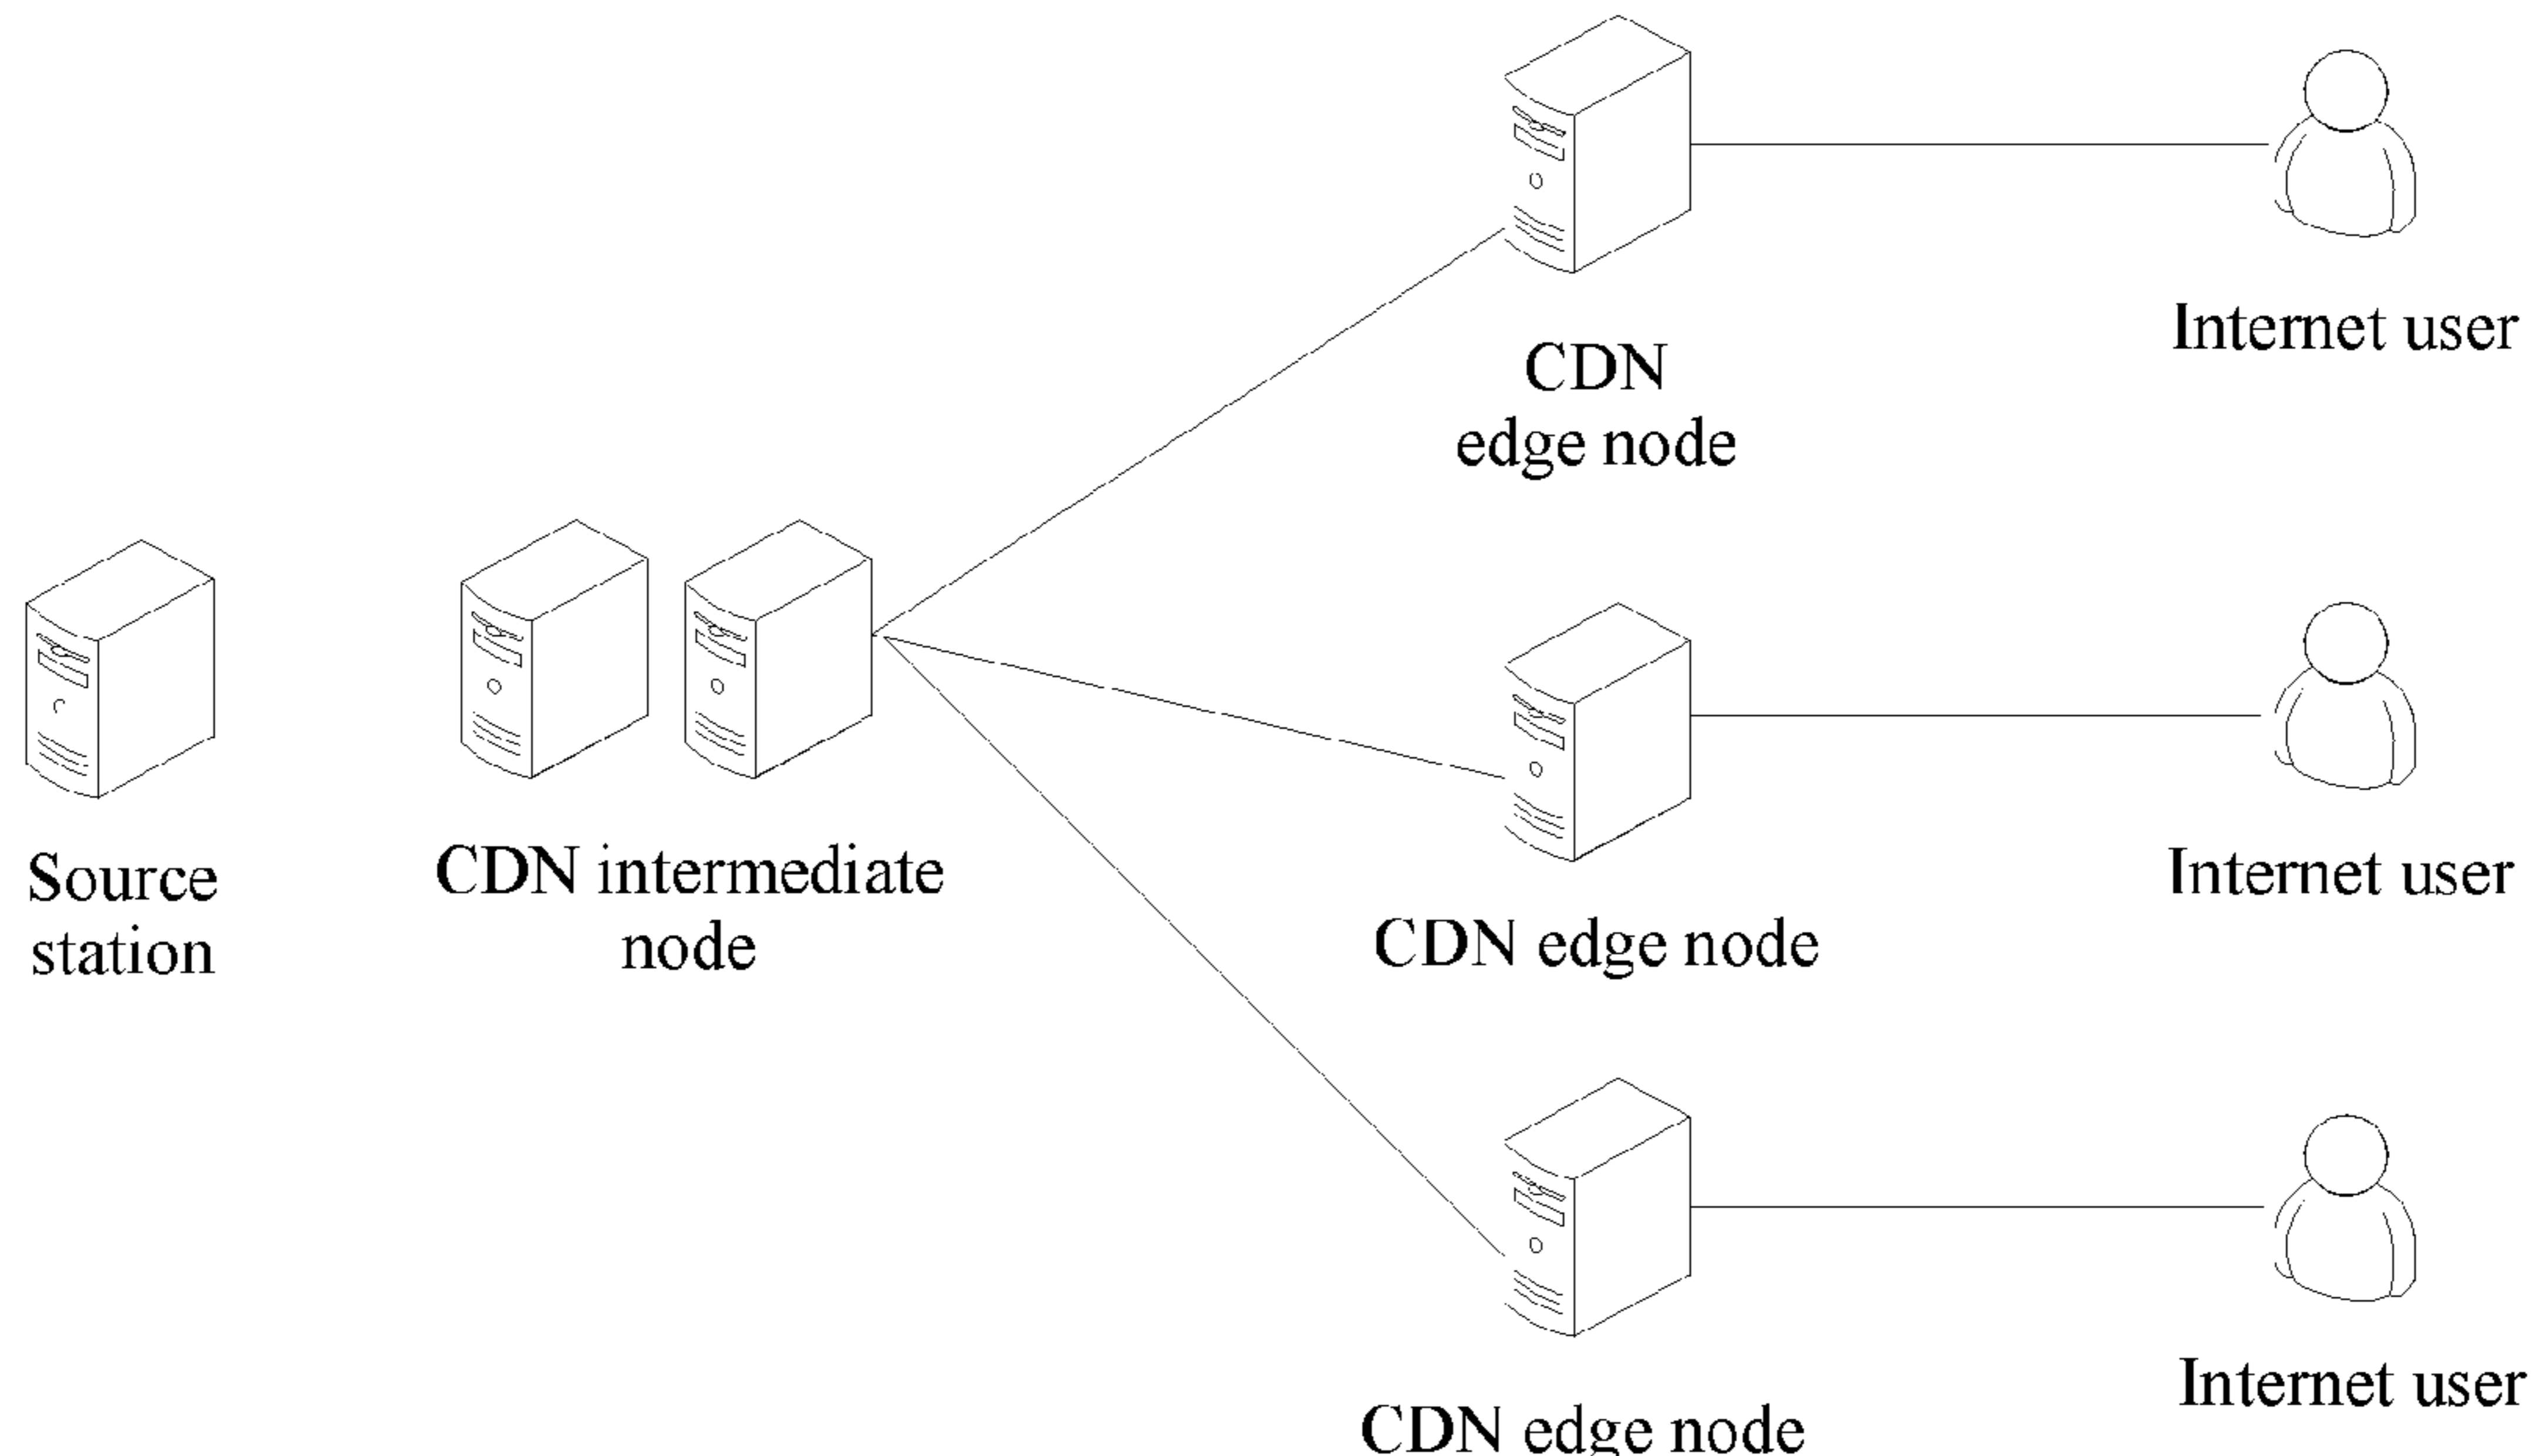 Internet user
CDN
edge node
Source
station
CDN intermediate
node
CDN edge node
Internet user
CDN edge node
Internet user